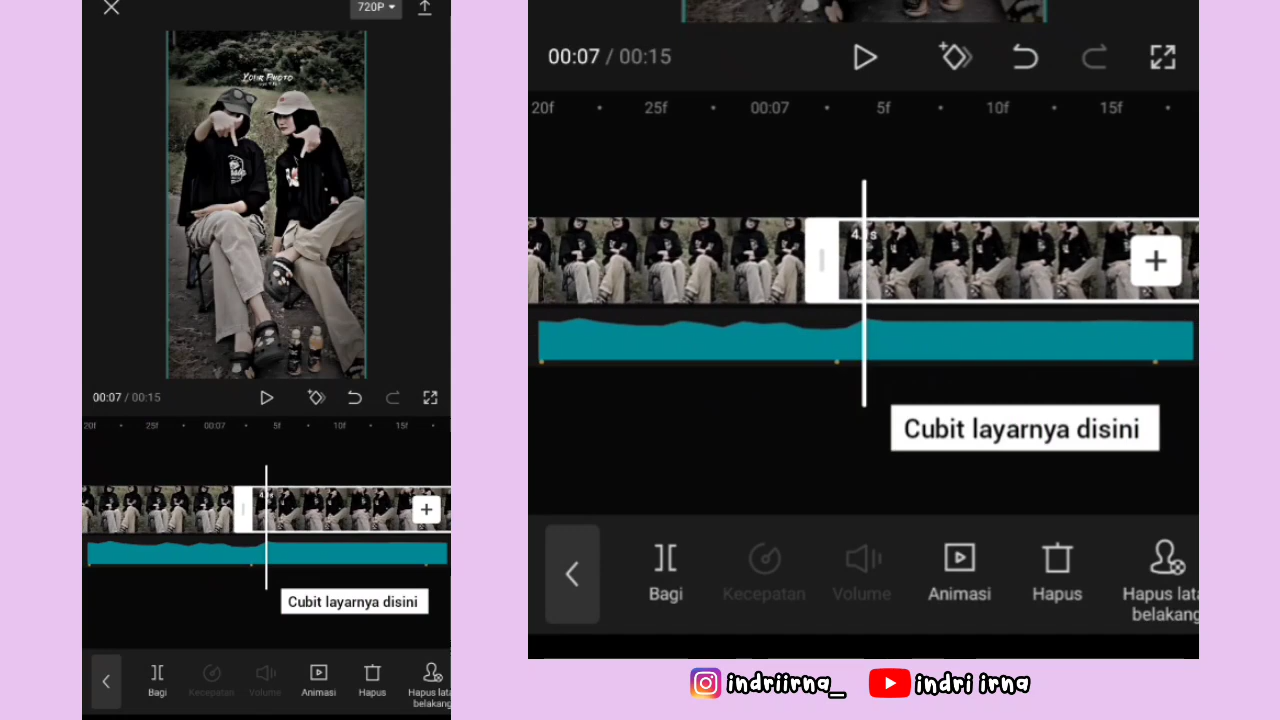 720P
Your Photo
00:07 / 00:15
20f 25f 00:07 5f 10f 15f
Cubit layarnya disini
Bagi Kecepatan Volume Animasi Hapus Hapus lata
belakang
00:07 / 00:15
20f 25f 00:07 5f 10f 15f
Cubit layarnya disini
Bagi Kecepatan Volume Animasi Hapus Hapus lata
belakang
indriirna_ indri irna